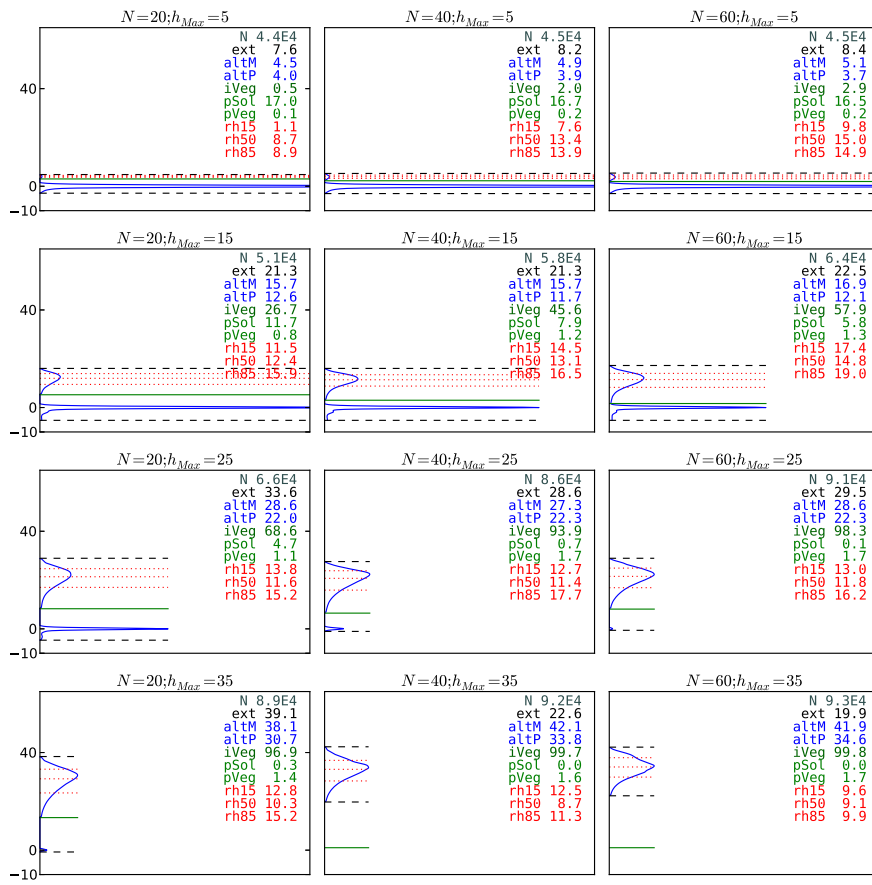 N=20;h_Max=5
N=40;h_Max=5
N=60;h_Max=5
N 4.4E4
ext 7.6
altM 4.5
altP 4.0
iVeg 0.5
pSol 17.0
pVeg 0.1
rh15 1.1
rh50 8.7
rh85 8.9
N 4.5E4
ext 8.2
altM 4.9
altP 3.9
iVeg 2.0
pSol 16.7
pVeg 0.2
rh15 7.6
rh50 13.4
rh85 13.9
N 4.5E4
ext 8.4
altM 5.1
altP 3.7
iVeg 2.9
pSol 16.5
pVeg 0.2
rh15 9.8
rh50 15.0
rh85 14.9
40
0
−10
N=20;h_Max=15
N=40;h_Max=15
N=60;h_Max=15
N 5.1E4
ext 21.3
altM 15.7
altP 12.6
iVeg 26.7
pSol 11.7
pVeg 0.8
rh15 11.5
rh50 12.4
rh85 15.9
N 5.8E4
ext 21.3
altM 15.7
altP 11.7
iVeg 45.6
pSol 7.9
pVeg 1.2
rh15 14.5
rh50 13.1
rh85 16.5
N 6.4E4
ext 22.5
altM 16.9
altP 12.1
iVeg 57.9
pSol 5.8
pVeg 1.3
rh15 17.4
rh50 14.8
rh85 19.0
40
0
−10
N=20;h_Max=25
N=40;h_Max=25
N=60;h_Max=25
N 6.6E4
ext 33.6
altM 28.6
altP 22.0
iVeg 68.6
pSol 4.7
pVeg 1.1
rh15 13.8
rh50 11.6
rh85 15.2
N 8.6E4
ext 28.6
altM 27.3
altP 22.3
iVeg 93.9
pSol 0.7
pVeg 1.7
rh15 12.7
rh50 11.4
rh85 17.7
N 9.1E4
ext 29.5
altM 28.6
altP 22.3
iVeg 98.3
pSol 0.1
pVeg 1.7
rh15 13.0
rh50 11.8
rh85 16.2
40
0
−10
N=20;h_Max=35
N=40;h_Max=35
N=60;h_Max=35
N 8.9E4
ext 39.1
altM 38.1
altP 30.7
iVeg 96.9
pSol 0.3
pVeg 1.4
rh15 12.8
rh50 10.3
rh85 15.2
N 9.2E4
ext 22.6
altM 42.1
altP 33.8
iVeg 99.7
pSol 0.0
pVeg 1.6
rh15 12.5
rh50 8.7
rh85 11.3
N 9.3E4
ext 19.9
altM 41.9
altP 34.6
iVeg 99.8
pSol 0.0
pVeg 1.7
rh15 9.6
rh50 9.1
rh85 9.9
40
0
−10